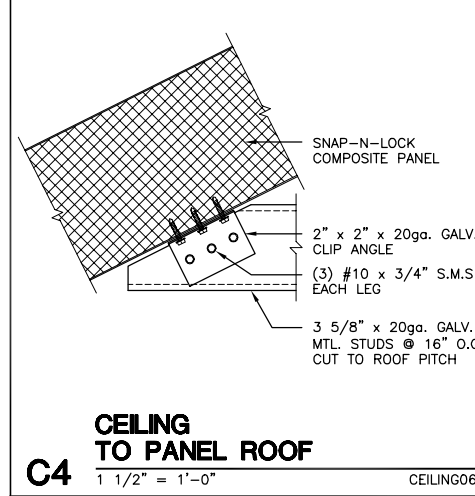 SNAP-N-LOCK
COMPOSITE PANEL
2" x 2" x 20ga. GALV.
CLIP ANGLE
(3) #10 x 3/4" S.M.S
EACH LEG
3 5/8" x 20ga. GALV.
MTL. STUDS @ 16" O.C
CUT TO ROOF PITCH
CEILING
TO PANEL ROOF
C4
1 1/2" = 1'-0"
CEILING06